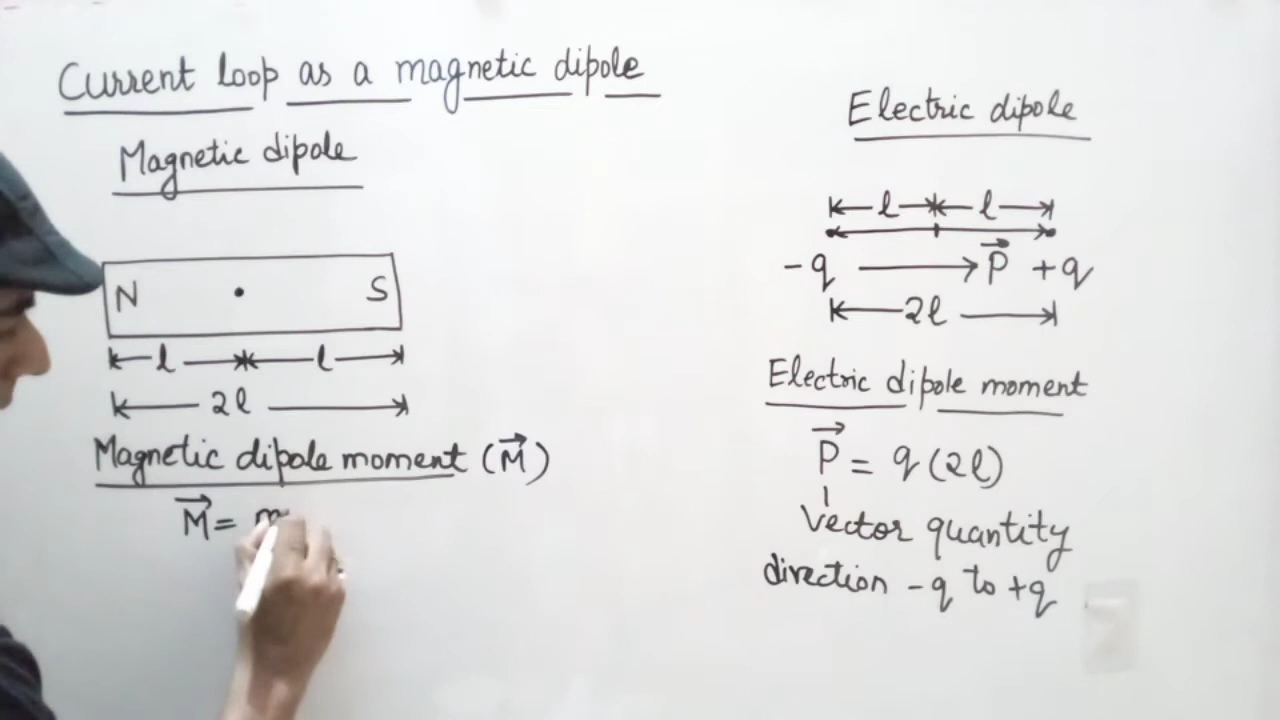 Current loop as a magnetic dipole
Magnetic dipole
N S
l l
2l
Magnetic dipole moment (M⃗)
M⃗ = m
Electric dipole
l l
-q P⃗ +q
2l
Electric dipole moment
P⃗ = q(2l)
Vector quantity
direction -q to +q